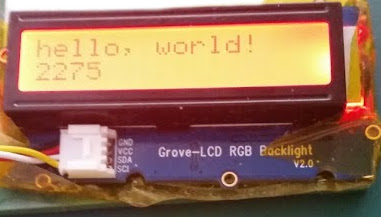 hello, world!
2275
GND
VCC
SDA
SCL
Grove-LCD RGB Backlight
V2.0